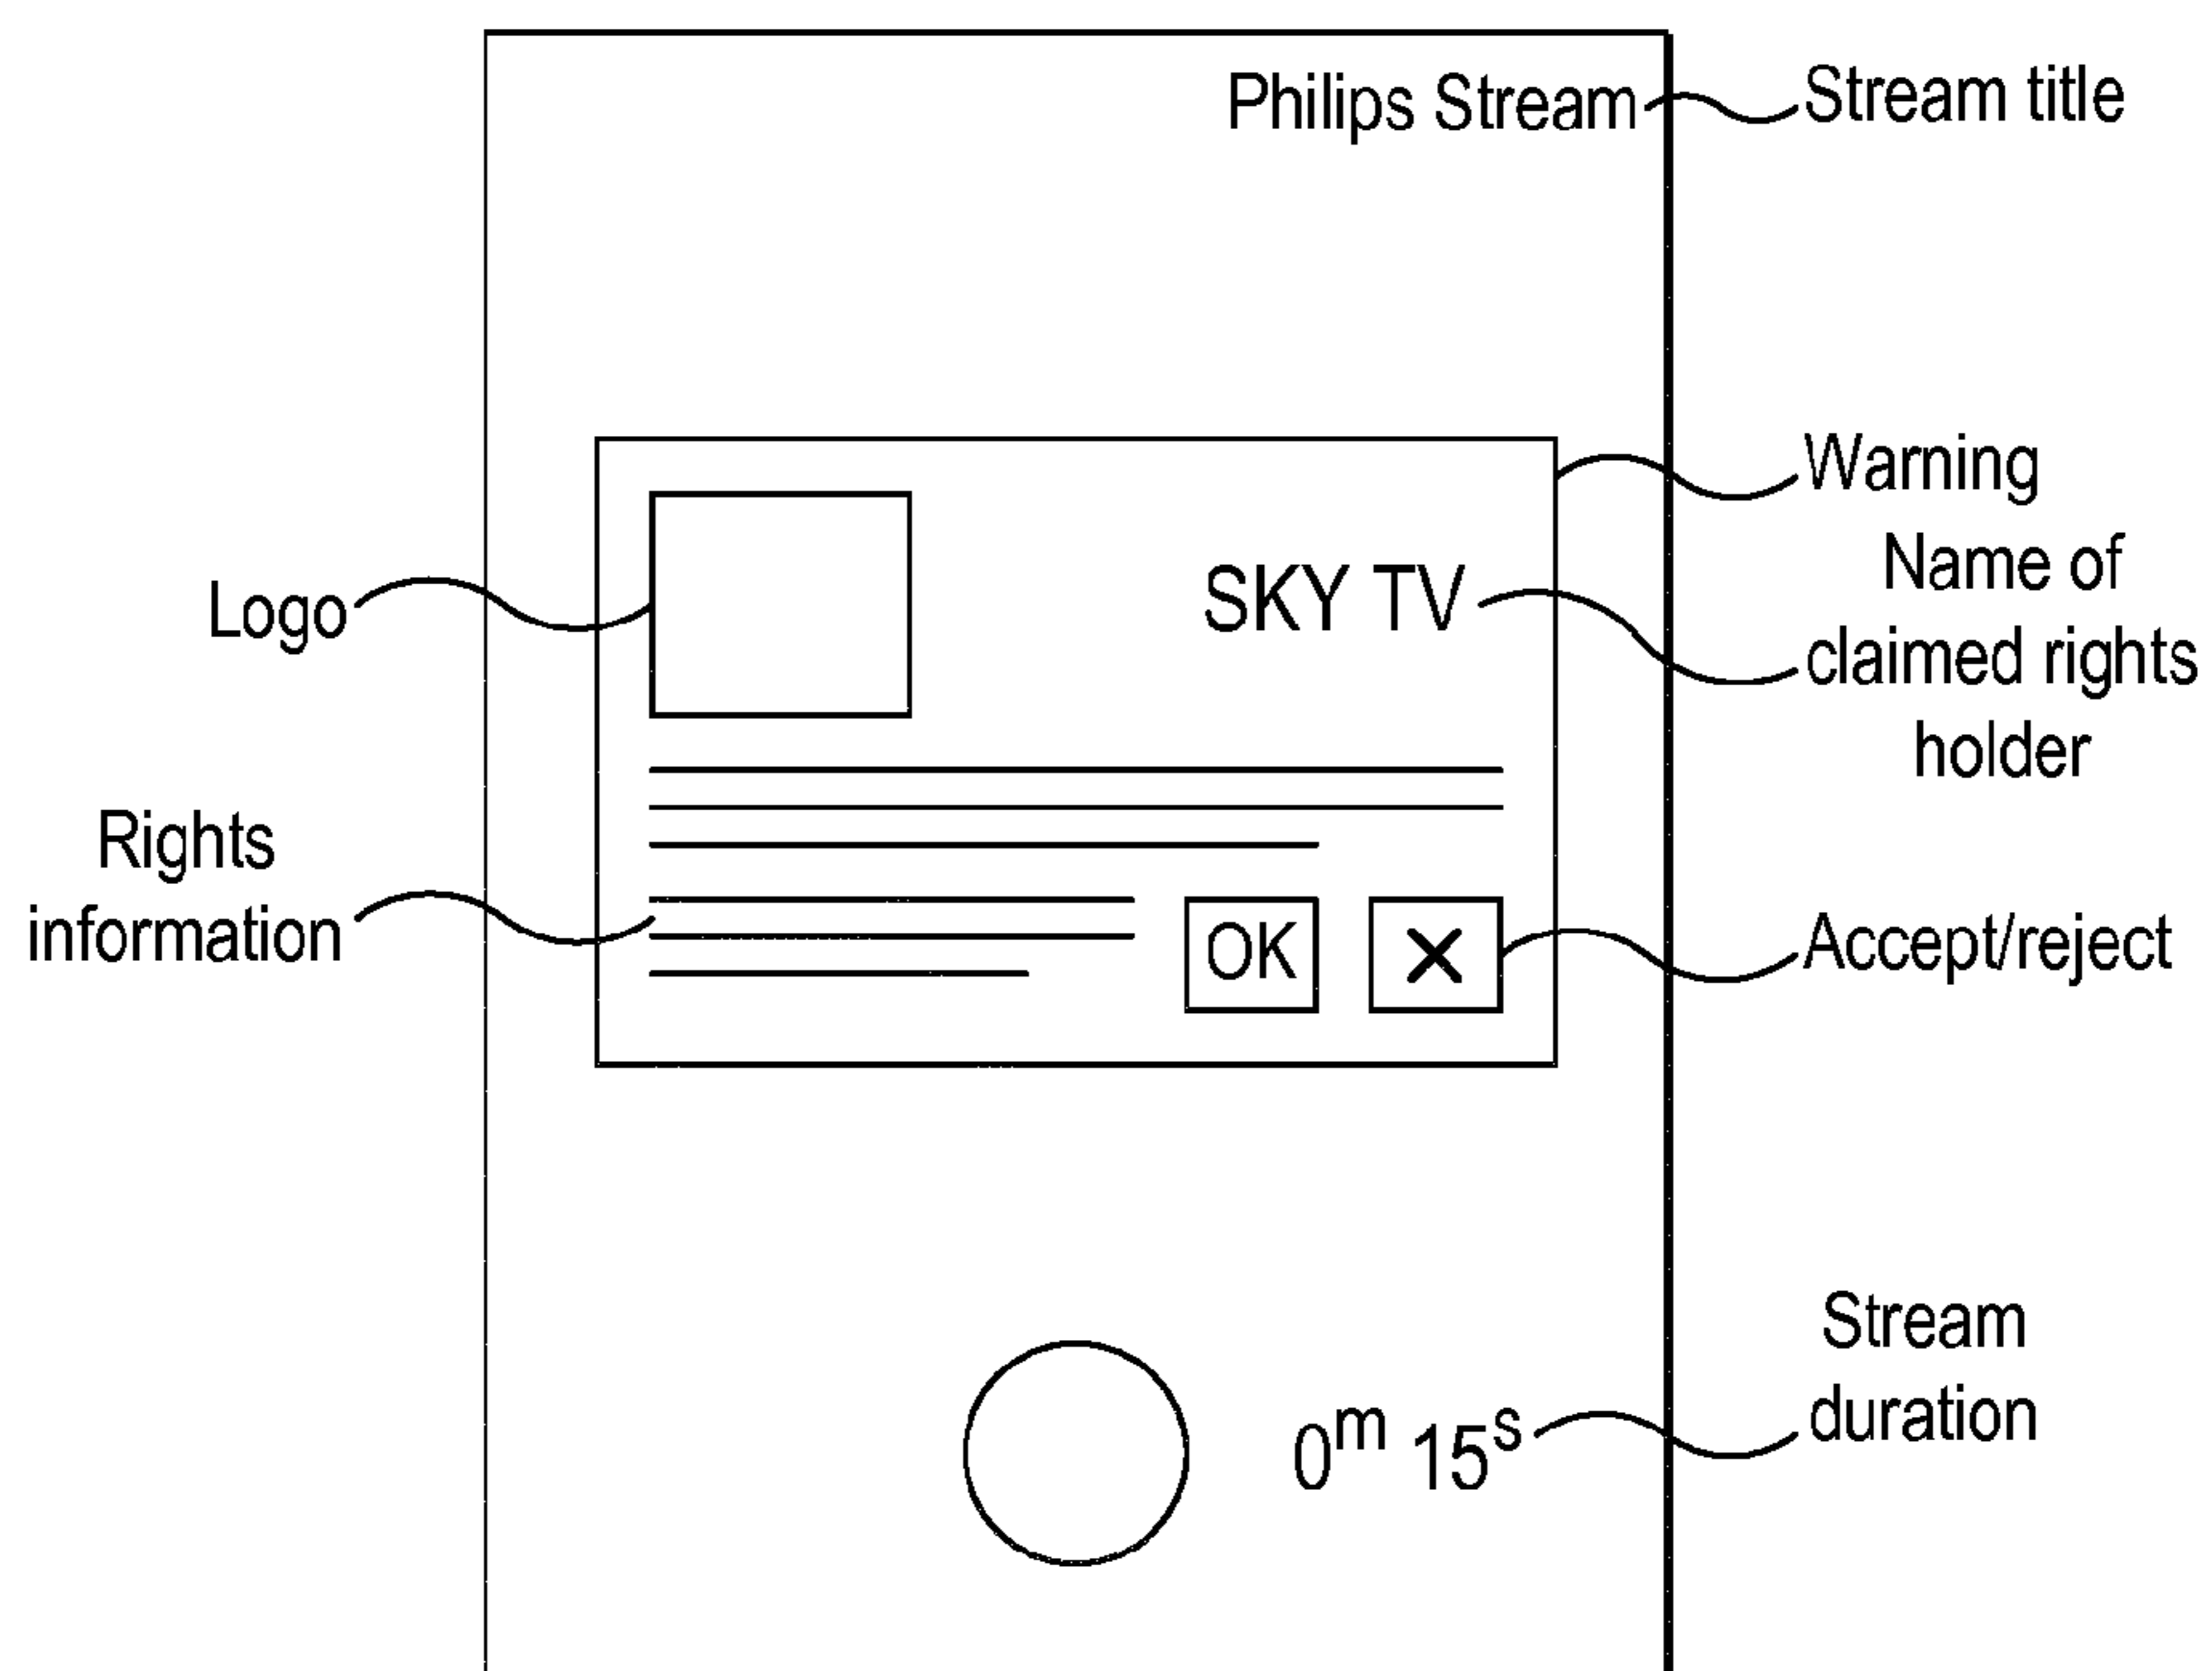 Philips Stream
Stream title
Warning
Logo
SKY TV
Name of
claimed rights
holder
Rights
information
OK
X
Accept/reject
0m 15s
Stream
duration